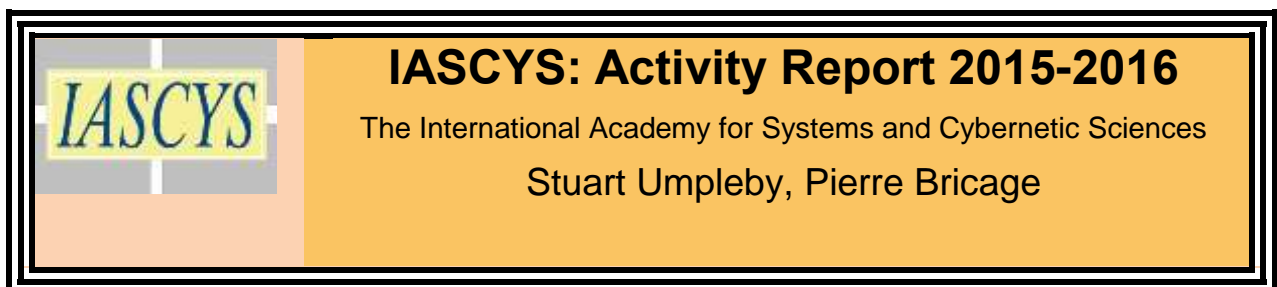 IASCYS
IASCYS: Activity Report 2015-2016
The International Academy for Systems and Cybernetic Sciences
Stuart Umpleby, Pierre Bricage